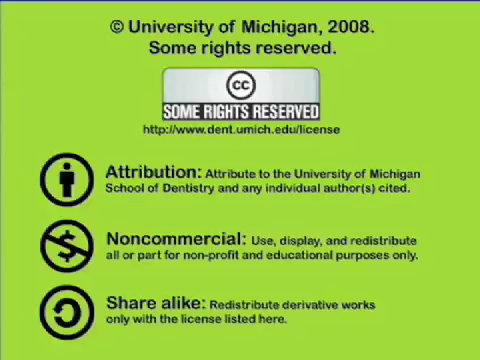 © University of Michigan, 2008.
Some rights reserved.
cc
SOME RIGHTS RESERVED
http://www.dent.umich.edu/license
Attribution: Attribute to the University of Michigan
School of Dentistry and any individual author(s) cited.
Noncommercial: Use, display, and redistribute
all or part for non-profit and educational purposes only.
Share alike: Redistribute derivative works
only with the license listed here.